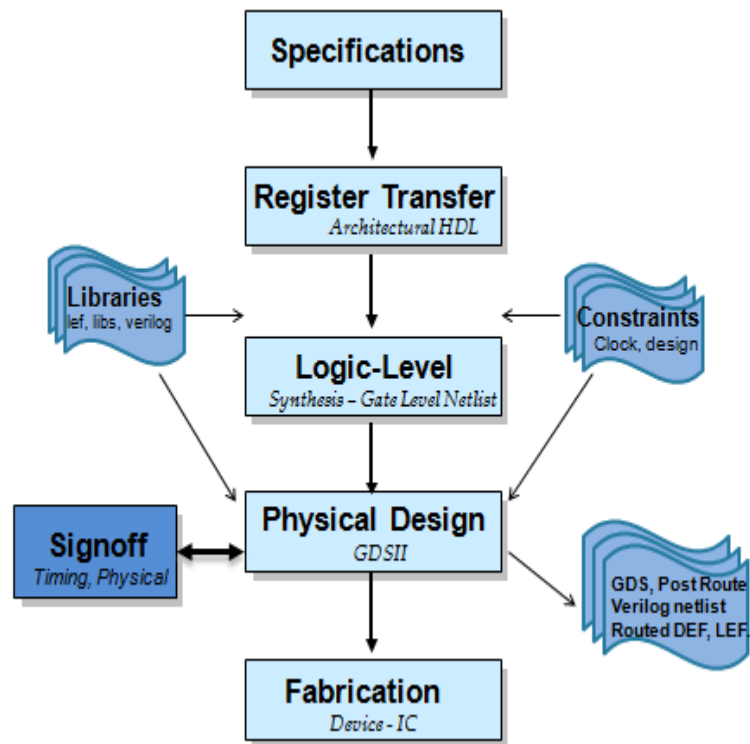 Specifications
Register Transfer
Architectural HDL
Libraries
lef, libs, verilog
Constraints
Clock, design
Logic-Level
Synthesis – Gate Level Netlist
Physical Design
GDSII
Signoff
Timing, Physical
GDS, Post Route
Verilog netlist
Routed DEF, LEF.
Fabrication
Device - IC